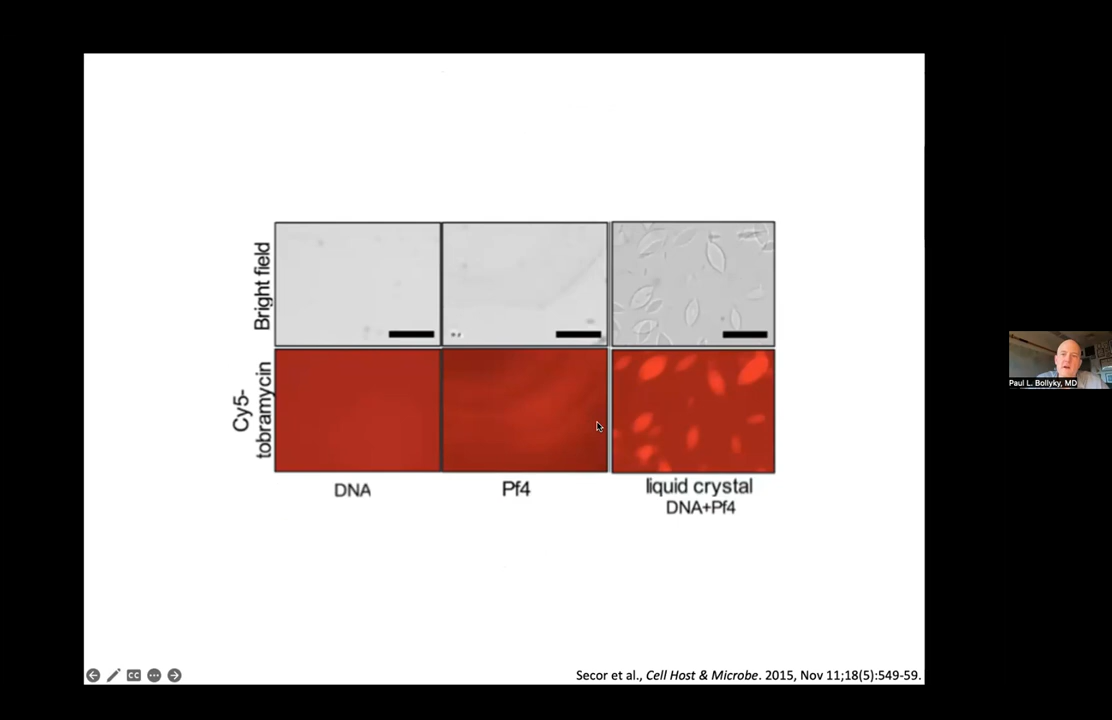 Bright field
Cy5-
tobramycin
DNA
Pf4
liquid crystal
DNA+Pf4
Paul L. Bollyky, MD
CC
Secor et al., Cell Host & Microbe. 2015, Nov 11;18(5):549-59.